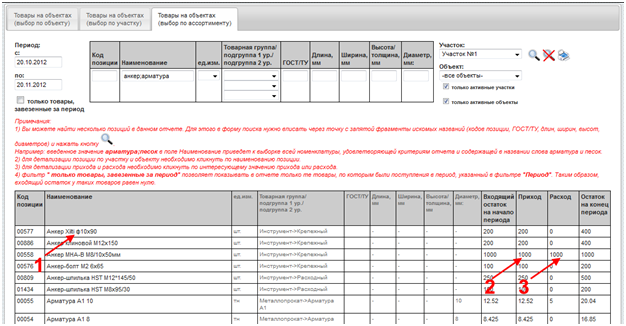 Товары на объектах
(выбор по объекту)
Товары на объектах
(выбор по участку)
Товары на объектах
(выбор по ассортименту)
Период:
с:
20.10.2012
по:
20.11.2012
только товары,
завезенные за период
Код позиции Наименование ед.изм. Товарная группа/ подгруппа 1 ур./ подгруппа 2 ур. ГОСТ/ТУ Длина, мм Ширина, мм Высота/ толщина, мм Диаметр, мм:
анкер;арматура
Участок:
Участок №1
Объект:
-все объекты-
только активные участки
только активные объекты
Примечания:
1) Вы можете найти несколько позиций в данном отчете. Для этого в форму поиска нужно вписать через точку с запятой фрагменты искомых названий (кодов позиции, ГОСТ/ТУ, длин, ширин, высот,
диаметров) и нажать кнопку
Например: введенное значение арматура;песок в поле Наименование приведет к выборке всей номенклатуры, удовлетворяющей критериям отчета и содержащей в названии слова арматура и песок.
2) для детализации позиции по участку и объекту необходимо кликнуть по наименованию позиции.
3) для детализации прихода и расхода необходимо кликнуть по интересующему значению прихода или расхода.
4) фильтр " только товары, завезенные за период" позволяет показывать в отчете только те товары, по которым были поступления в период, указанный в фильтре "Период". Таким образом,
входящий остаток у таких товаров равен нулю.
Код позиции Наименование ед.изм. Товарная группа/ подгруппа 1 ур./ подгруппа 2 ур. ГОСТ/ТУ Длина, мм Ширина, мм Высота/ толщина, мм Диаметр, мм: Входящий остаток на начало периода Приход Расход Остаток на конец периода
00577 Анкер Xilti ф10х90 шт. Инструмент->Крепежный - - - - 200 200 0 400
00886 Анкер клиновой М12х150 шт. Инструмент->Крепежный - - - - 200 200 0 400
00558 Анкер МНА-В М8/10х50мм шт. Инструмент->Крепежный - - - - 1000 1000 1000 1000
00576 Анкер-болт М2 6х65 шт. Инструмент->Крепежный - - - - 100 100 0 200
00809 Анкер-шпилька HST М12*145/50 шт. Инструмент->Крепежный - - - - 250 250 0 500
01434 Анкер-шпилька HST М8х95/30 шт. Инструмент->Крепежный - - - - 0 200
00055 Арматура А1 10 тн Металлопрокат->Арматура А1 - - - 10 12.52 12.52 5 20.04
00054 Арматура А1 8 тн Металлопрокат->Арматура - - - 8 8.425 8.425 0 16.85
1
2
3